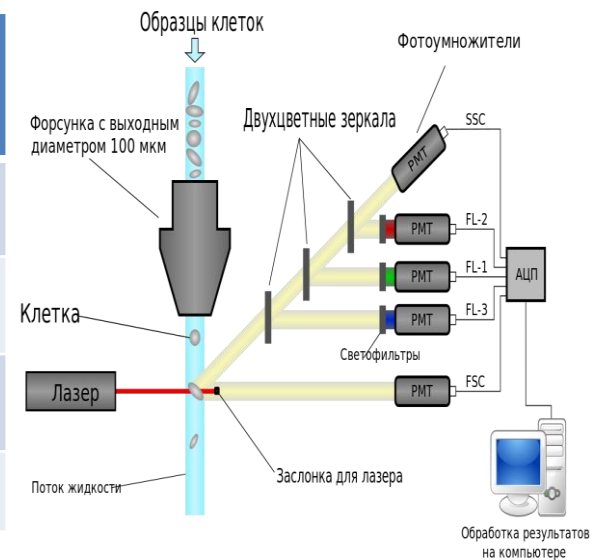 Образцы клеток
Фотоумножители
Форсунка с выходным
диаметром 100 мкм
Двухцветные зеркала
SSC
PMT
FL-2
PMT
FL-1
PMT
АЦП
FL-3
PMT
Клетка
Светофильтры
FSC
PMT
Лазер
Заслонка для лазера
Поток жидкости
Обработка результатов
на компьютере